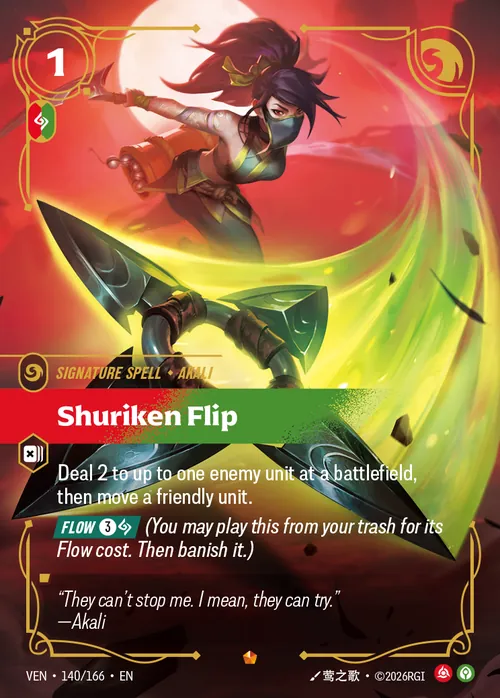 1
SIGNATURE SPELL • AKALI
Shuriken Flip
Deal 2 to up to one enemy unit at a battlefield,
then move a friendly unit.
FLOW 3 (You may play this from your trash for its
Flow cost. Then banish it.)
“They can’t stop me. I mean, they can try.”
—Akali
VEN • 140/166 • EN
莺之歌 • ©2026RGI